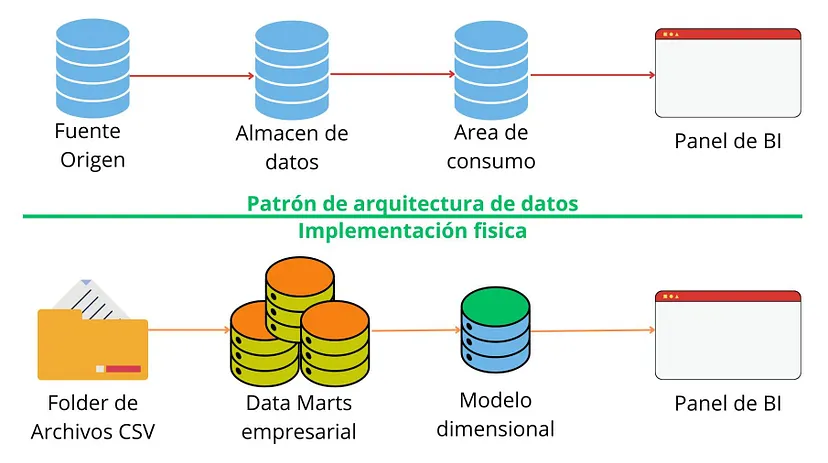 Fuente
Origen
Almacen de
datos
Area de
consumo
Panel de BI
Patrón de arquitectura de datos
Implementación fisica
Folder de
Archivos CSV
Data Marts
empresarial
Modelo
dimensional
Panel de BI